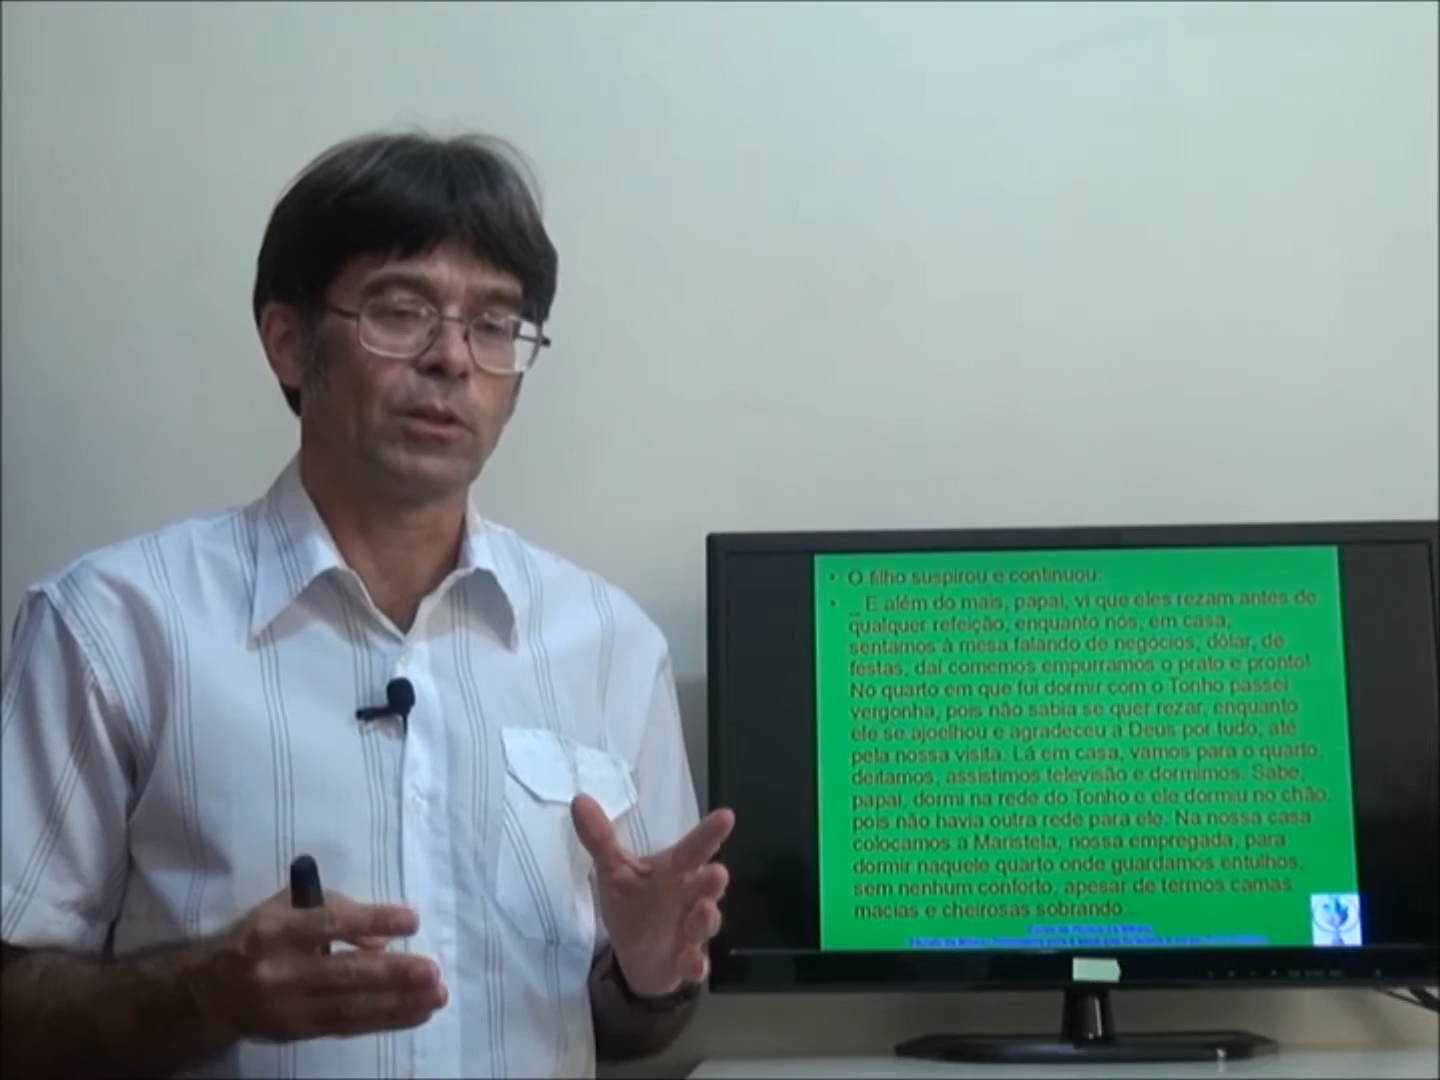 • O filho suspirou e continuou:
• _ E além do mais, papai, vi que eles rezam antes de
qualquer refeição, enquanto nós, em casa,
sentamos à mesa falando de negócios, dólar, de
festas, daí comemos empurramos o prato e pronto!
No quarto em que fui dormir com o Tonho passei
vergonha, pois não sabia se quer rezar, enquanto
ele se ajoelhou e agradeceu a Deus por tudo, até
pela nossa visita. Lá em casa, vamos para o quarto,
deitamos, assistimos televisão e dormimos. Sabe,
papai, dormi na rede do Tonho e ele dormiu no chão,
pois não havia outra rede para ele. Na nossa casa
colocamos a Maristela, nossa empregada, para
dormir naquele quarto onde guardamos entulhos,
sem nenhum conforto, apesar de termos camas
macias e cheirosas sobrando